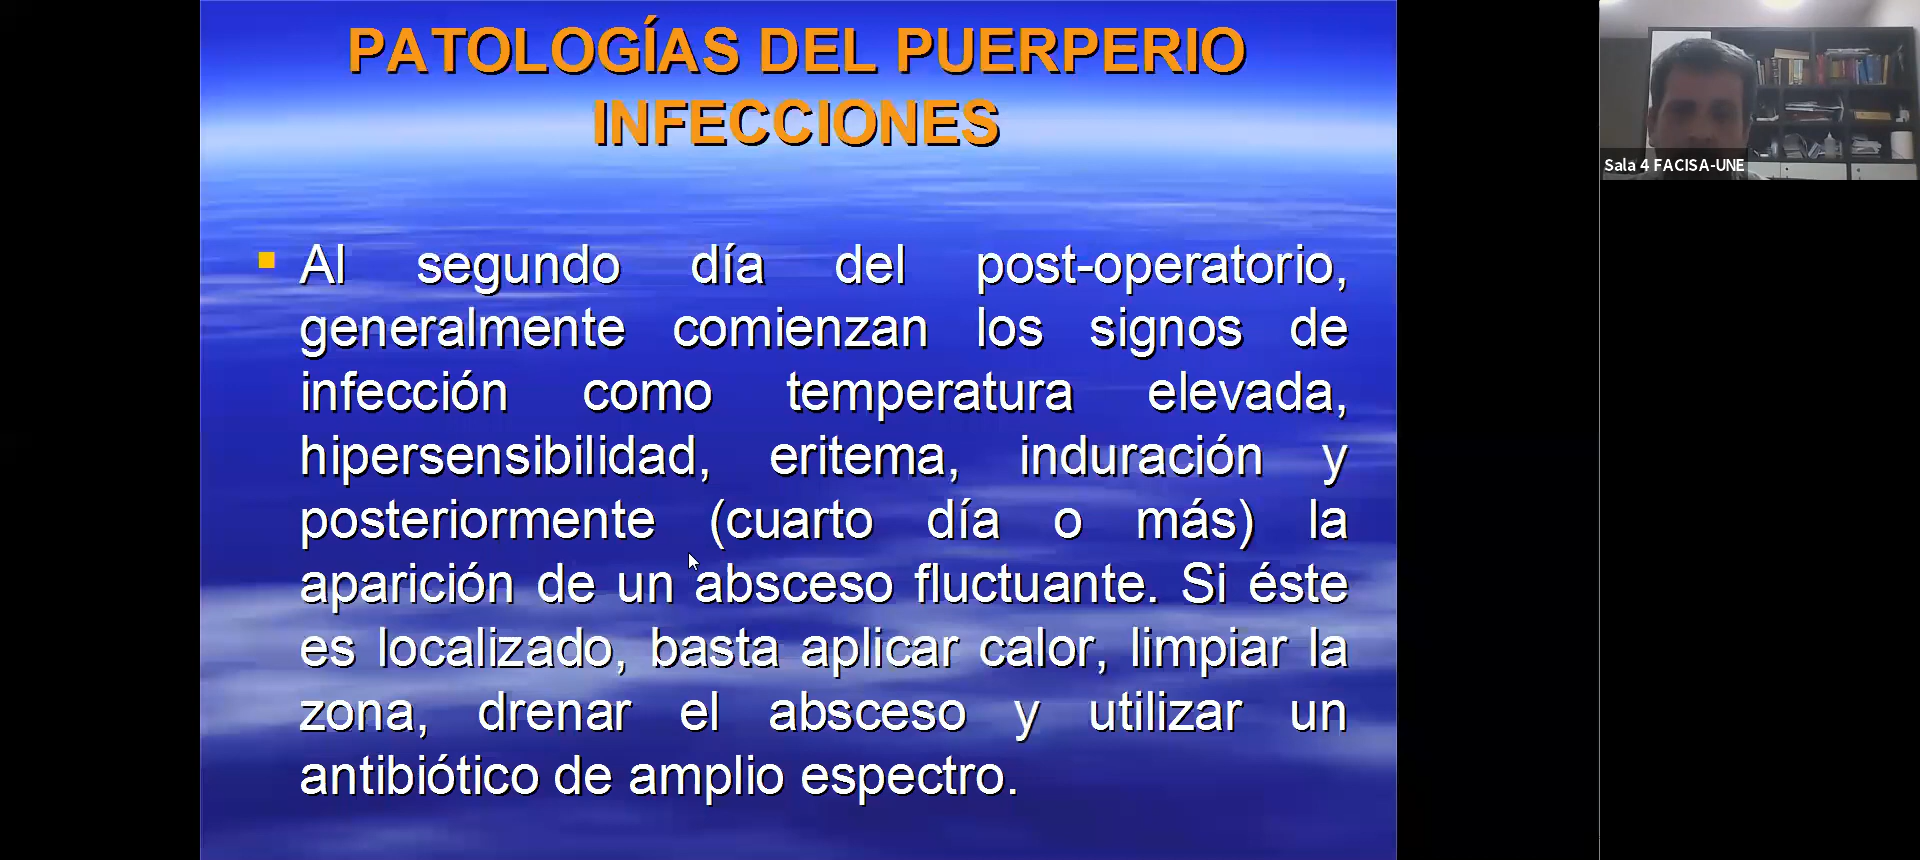 PATOLOGÍAS DEL PUERPERIO
INFECCIONES
Al segundo día del post-operatorio,
generalmente comienzan los signos de
infección como temperatura elevada,
hipersensibilidad, eritema, induración y
posteriormente (cuarto día o más) la
aparición de un absceso fluctuante. Si éste
es localizado, basta aplicar calor, limpiar la
zona, drenar el absceso y utilizar un
antibiótico de amplio espectro.
Sala 4 FACISA-UNE